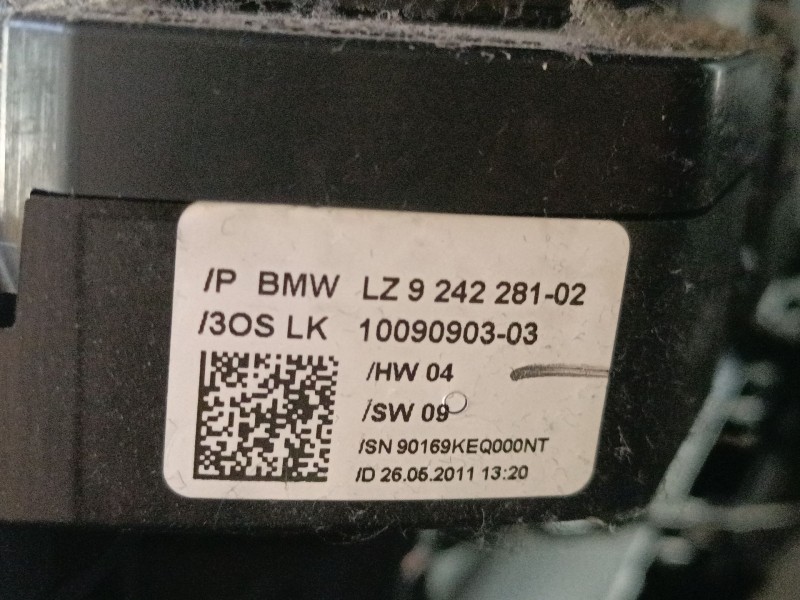 /P BMW LZ 9 242 281-02
/3OS LK 10090903-03
/HW 04
/SW 09
/SN 90169KEQ000NT
/D 26.05.2011 13:20